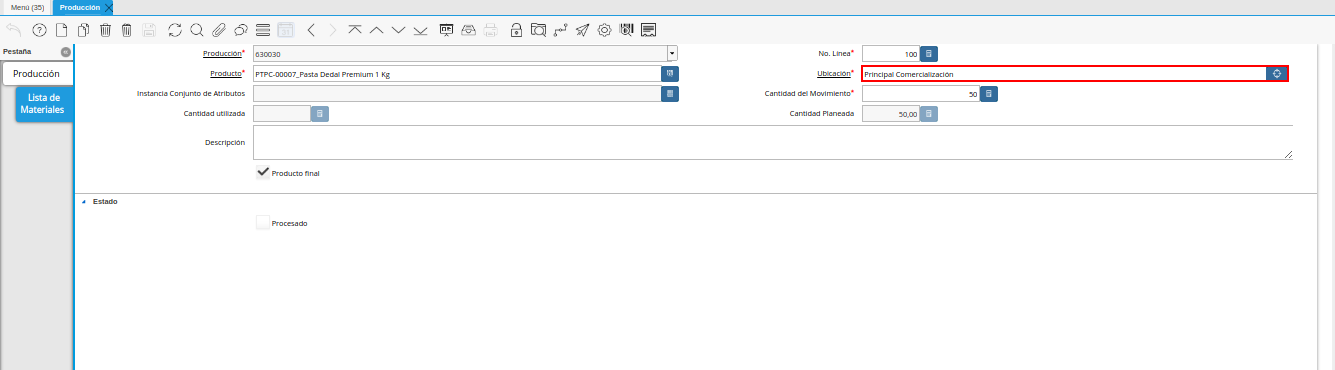 Menú (35) Producción
Pestaña
Producción
Lista de
Materiales
Producción* 630030 No. Línea* 100
Producto* PTPC-00007_Pasta Dedal Premium 1 Kg Ubicación* Principal Comercialización
Instancia Conjunto de Atributos Cantidad del Movimiento* 50
Cantidad utilizada Cantidad Planeada 50,00
Descripción
Producto final
Estado
Procesado